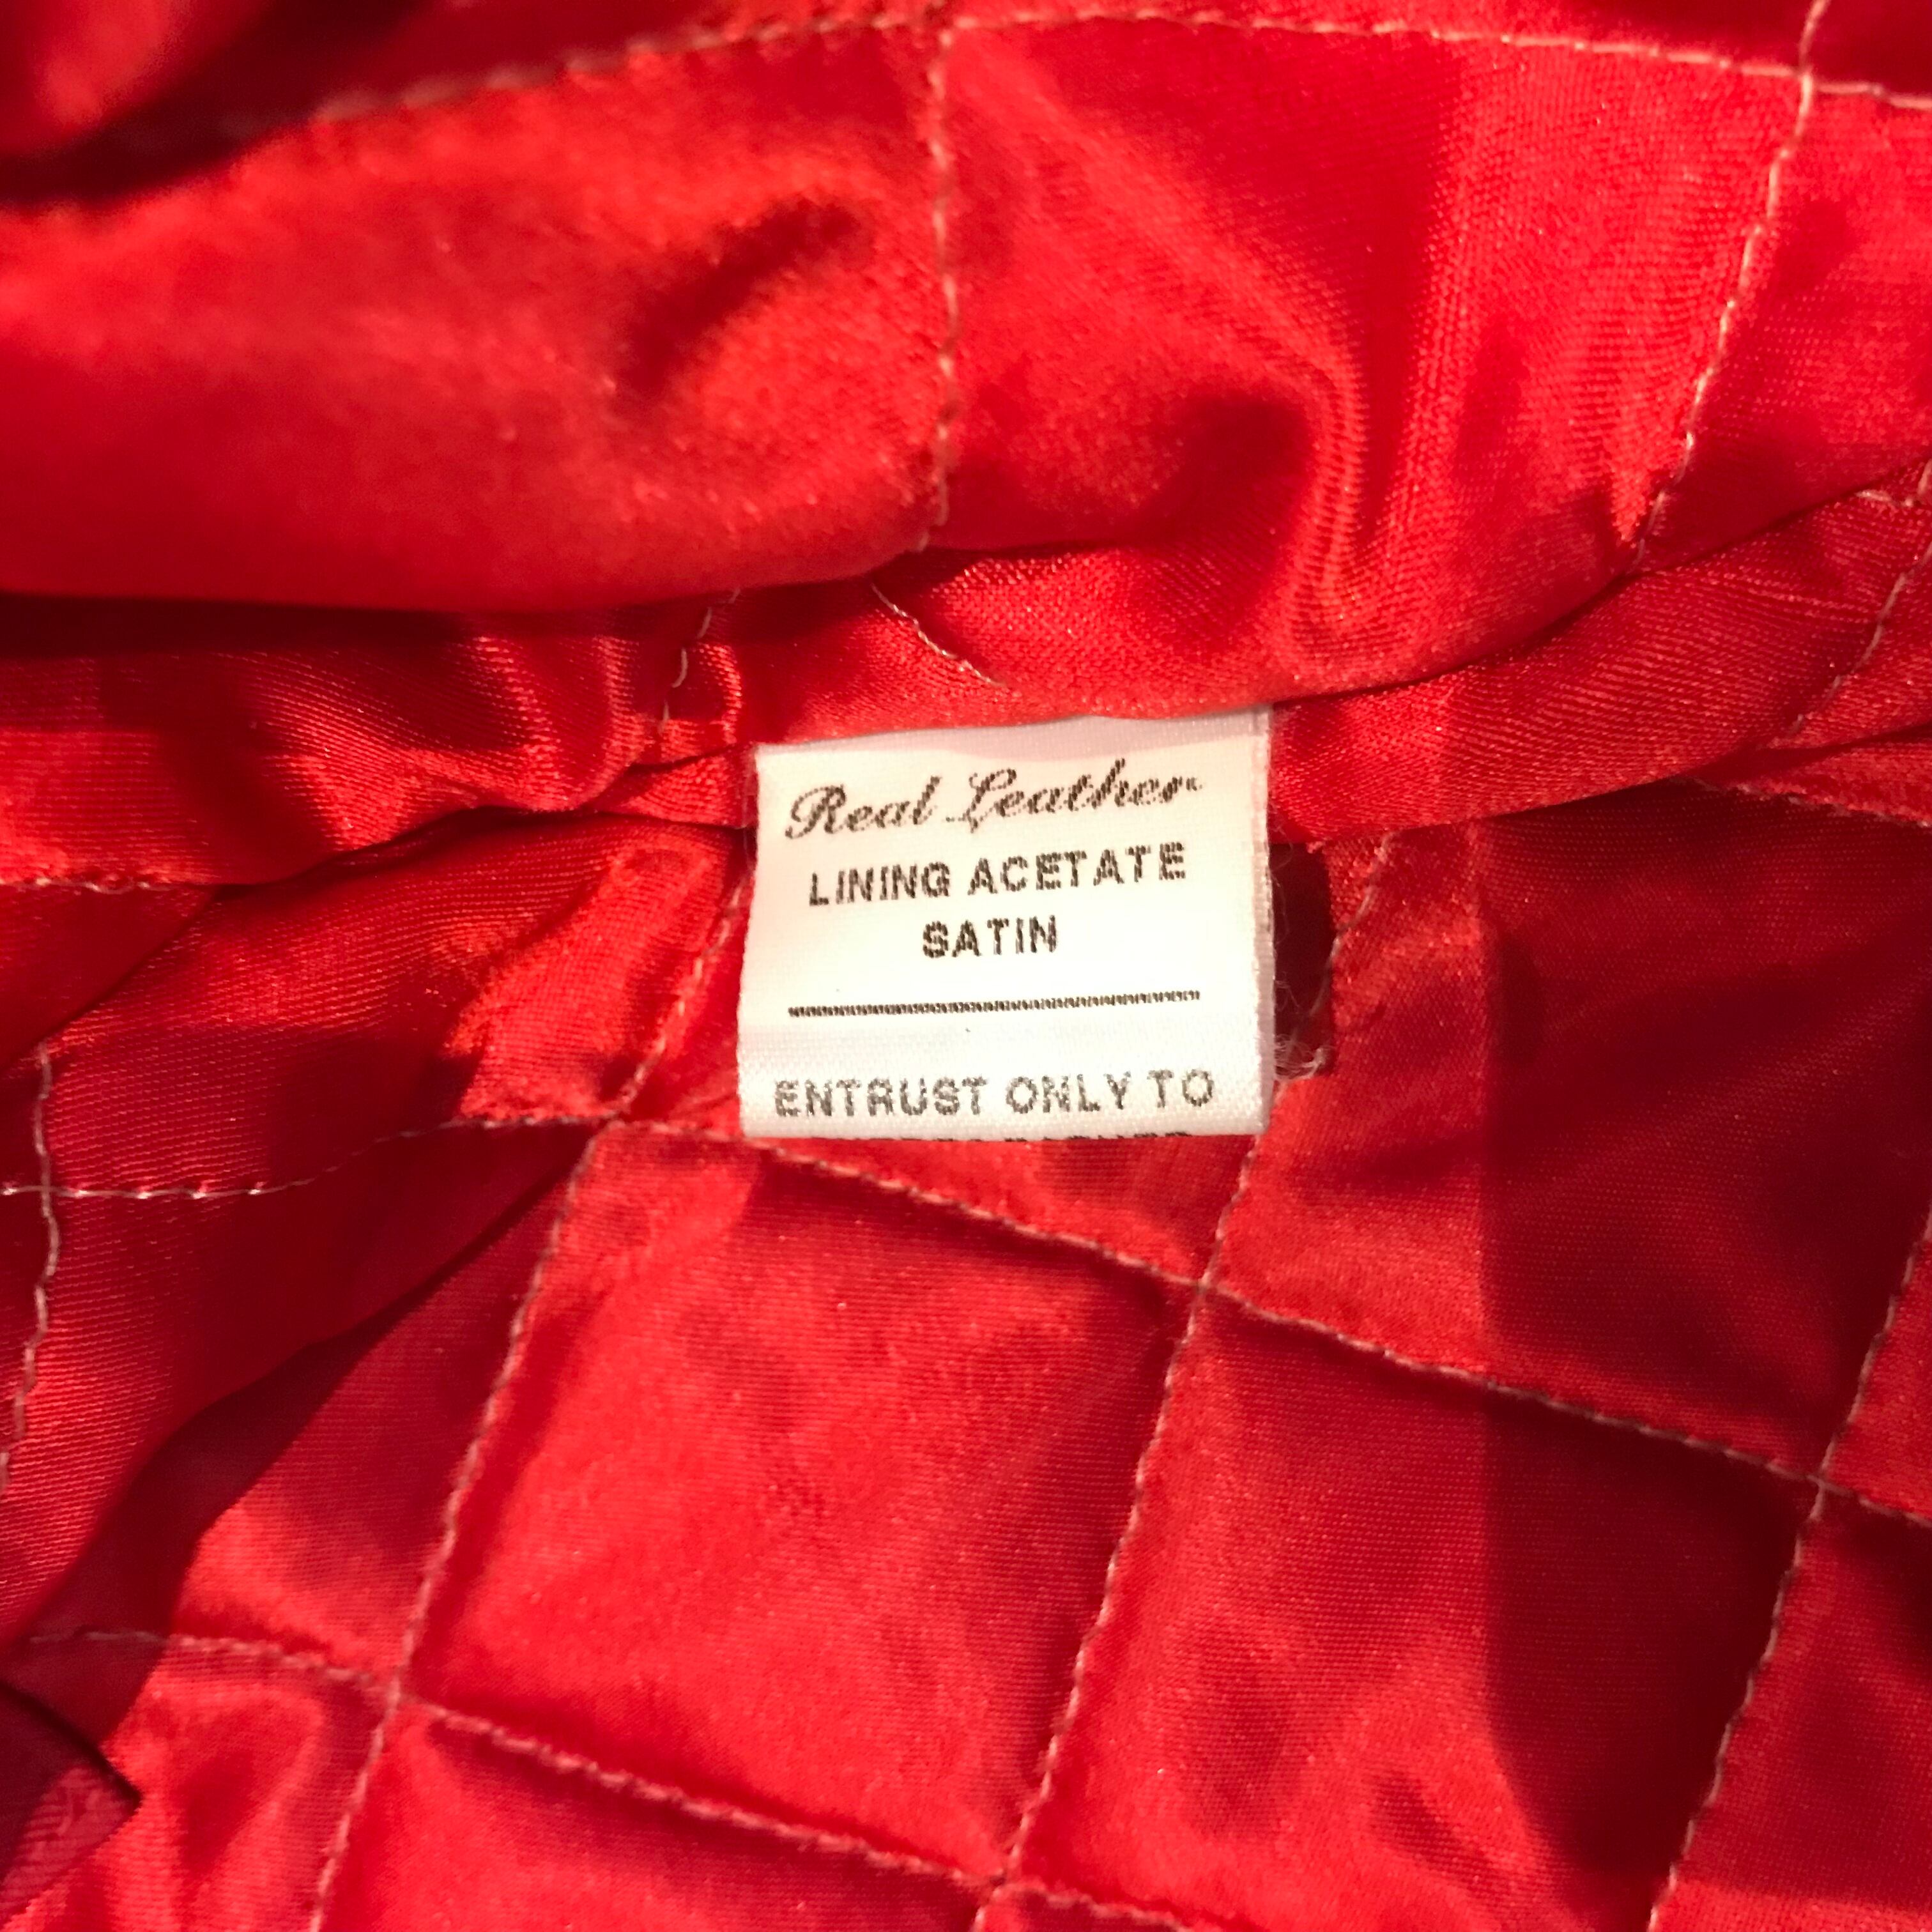 Real Leather
LINING ACETATE
SATIN
ENTRUST ONLY TO